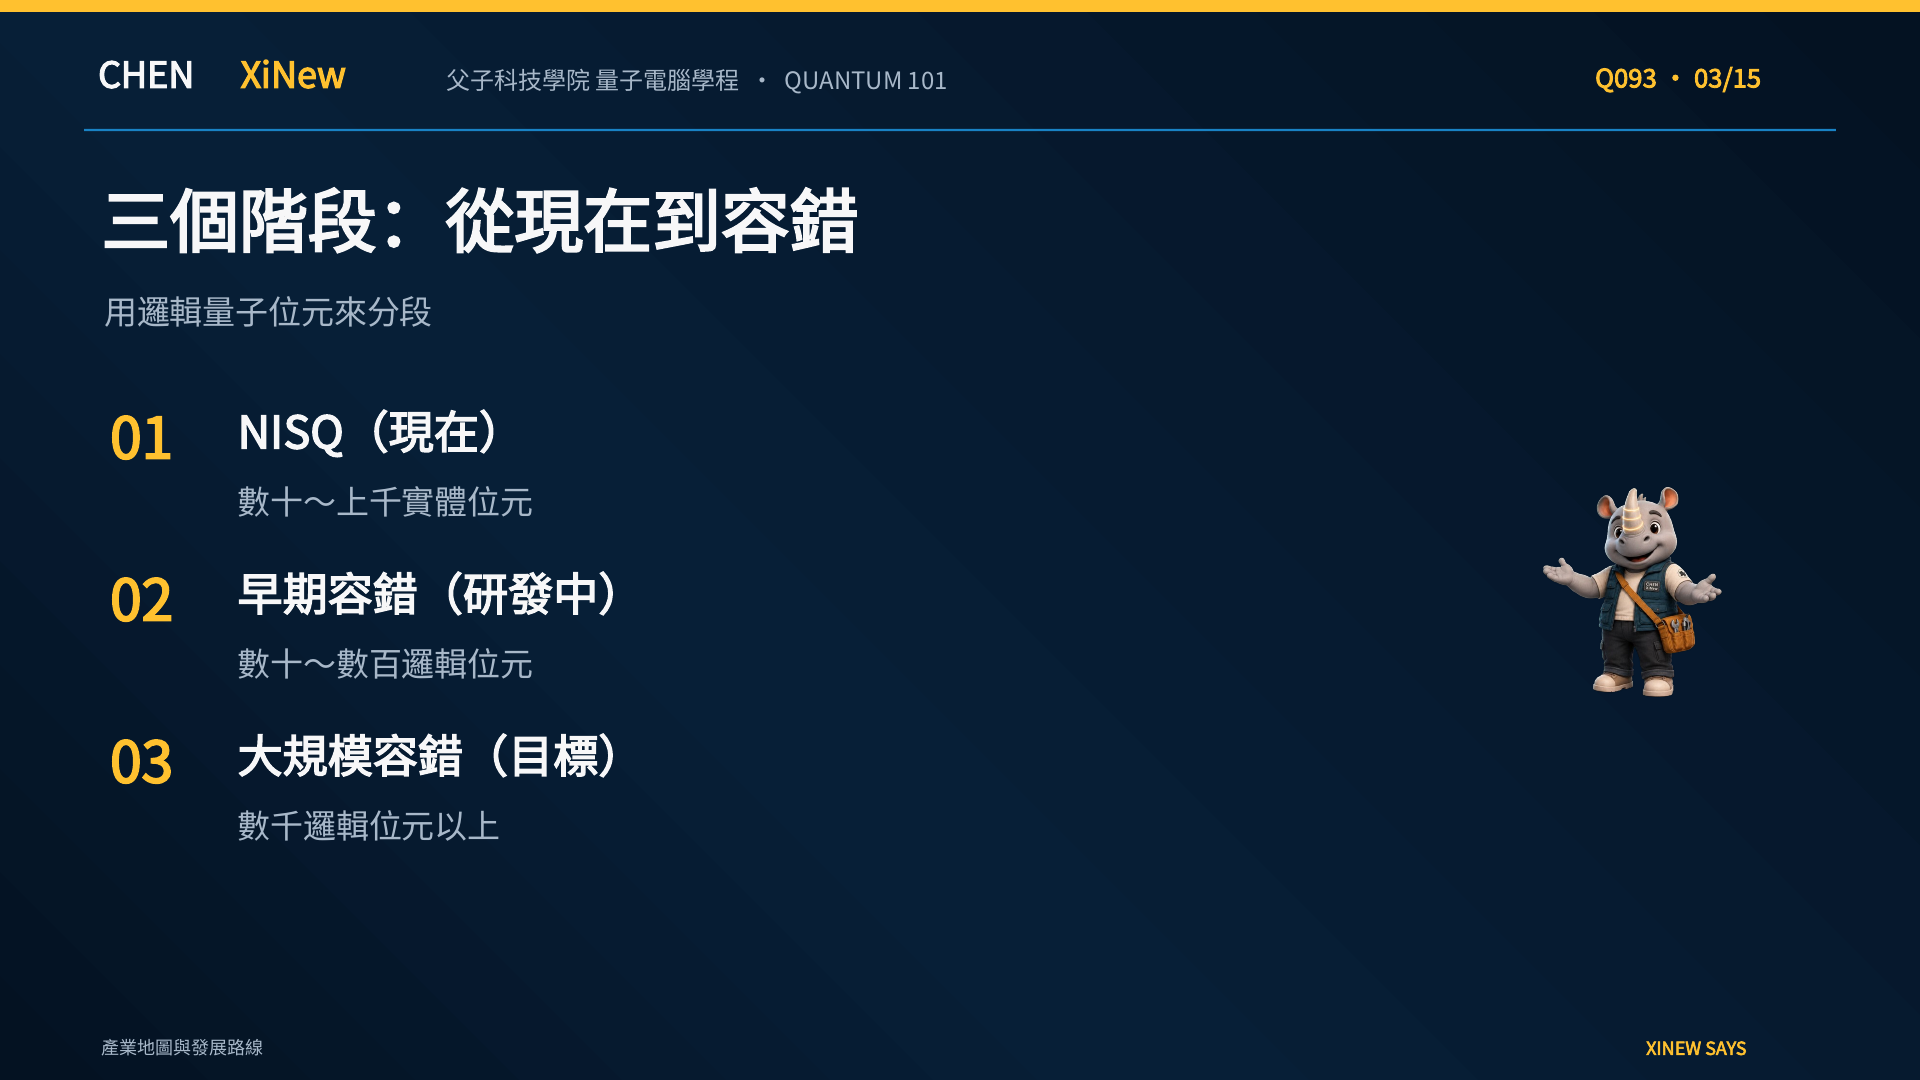 CHEN XiNew 父子科技學院 量子電腦學程 · QUANTUM 101 Q093 · 03/15
三個階段：從現在到容錯
用邏輯量子位元來分段
01 NISQ（現在）
數十～上千實體位元
02 早期容錯（研發中）
數十～數百邏輯位元
03 大規模容錯（目標）
數千邏輯位元以上
產業地圖與發展路線 XINEW SAYS